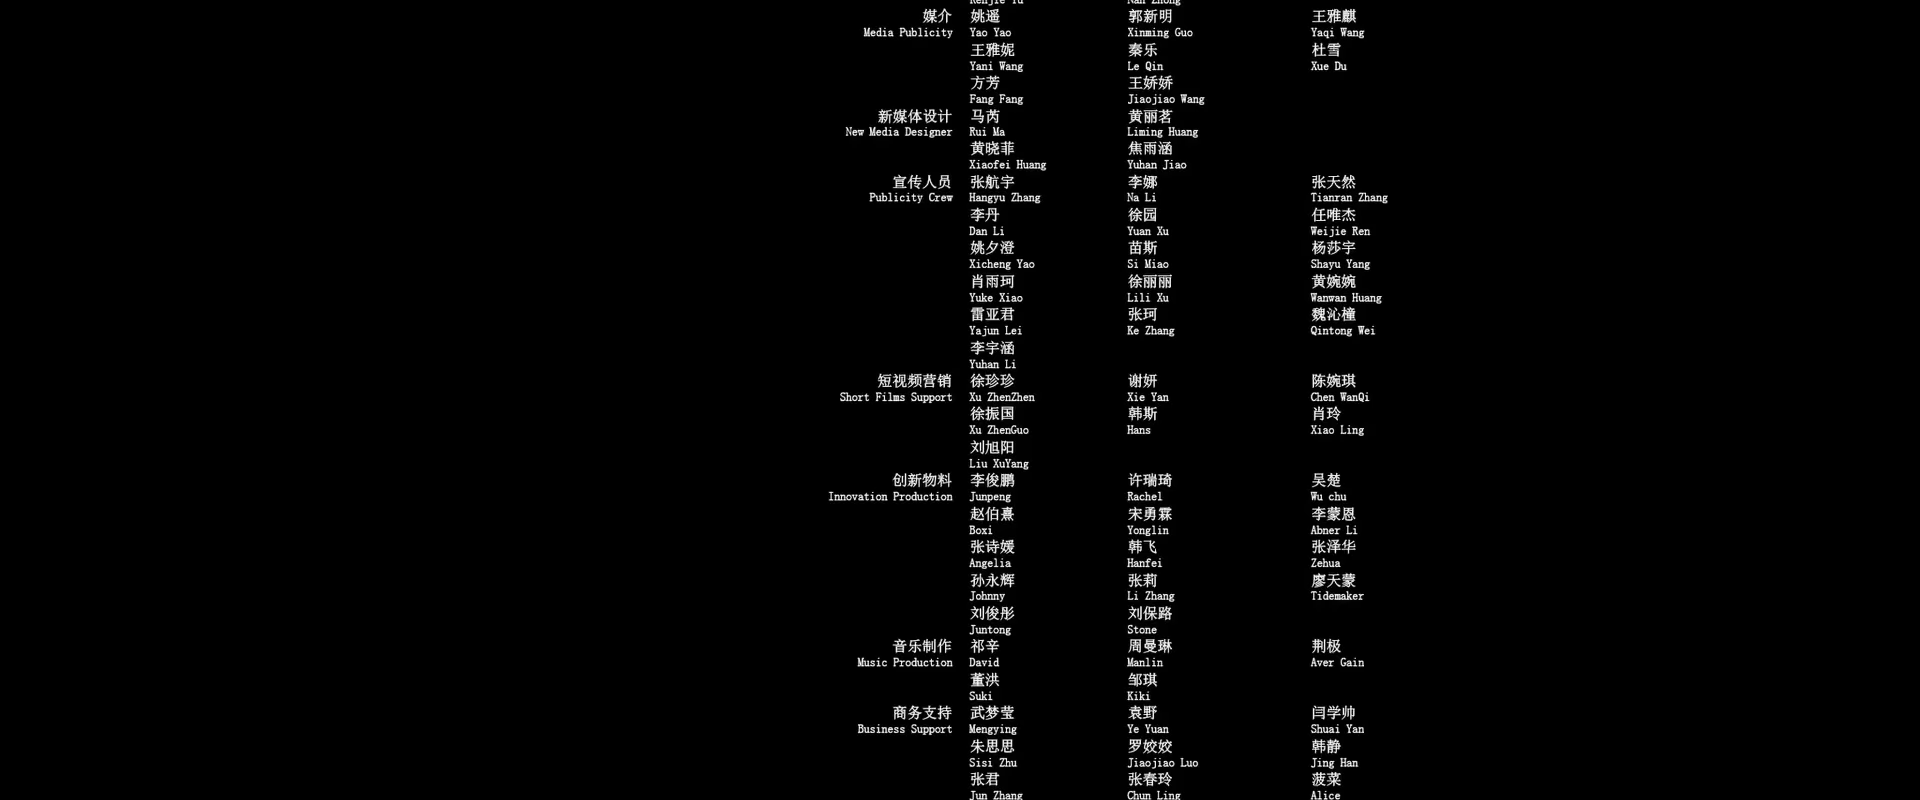 Renjie Yu Nan Zhong
媒介 姚遥 郭新明 王雅麒
Media Publicity Yao Yao Xinming Guo Yaqi Wang
王雅妮 秦乐 杜雪
Yani Wang Le Qin Xue Du
方芳 王娇娇
Fang Fang Jiaojiao Wang
新媒体设计 马芮 黄丽茗
New Media Designer Rui Ma Liming Huang
黄晓菲 焦雨涵
Xiaofei Huang Yuhan Jiao
宣传人员 张航宇 李娜 张天然
Publicity Crew Hangyu Zhang Na Li Tianran Zhang
李丹 徐园 任唯杰
Dan Li Yuan Xu Weijie Ren
姚夕澄 苗斯 杨莎宇
Xicheng Yao Si Miao Shayu Yang
肖雨珂 徐丽丽 黄婉婉
Yuke Xiao Lili Xu Wanwan Huang
雷亚君 张珂 魏沁橦
Yajun Lei Ke Zhang Qintong Wei
李宇涵
Yuhan Li
短视频营销 徐珍珍 谢妍 陈婉琪
Short Films Support Xu ZhenZhen Xie Yan Chen WanQi
徐振国 韩斯 肖玲
Xu ZhenGuo Hans Xiao Ling
刘旭阳
Liu XuYang
创新物料 李俊鹏 许瑞琦 吴楚
Innovation Production Junpeng Rachel Wu chu
赵伯熹 宋勇霖 李蒙恩
Boxi Yonglin Abner Li
张诗媛 韩飞 张泽华
Angelia Hanfei Zehua
孙永辉 张莉 廖天蒙
Johnny Li Zhang Tidemaker
刘俊彤 刘保路
Juntong Stone
音乐制作 祁辛 周曼琳 荆极
Music Production David Manlin Aver Gain
董洪 邹琪
Suki Kiki
商务支持 武梦莹 袁野 闫学帅
Business Support Mengying Ye Yuan Shuai Yan
朱思思 罗姣姣 韩静
Sisi Zhu Jiaojiao Luo Jing Han
张君 张春玲 菠菜
Jun Zhang Chun Ling Alice